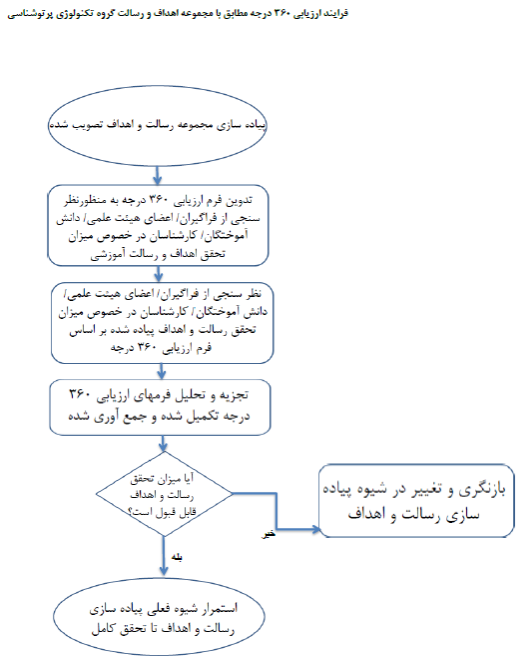 فرایند ارزیابی ۳۶۰ درجه مطابق با مجموعه اهداف و رسالت گروه تکنولوژی پرتوشناسی
پیاده سازی مجموعه رسالت و اهداف تصویب شده
تدوین فرم ارزیابی ۳۶۰ درجه به منظورنظر
سنجی از فراگیران/ اعضای هیئت علمی/ دانش
آموختگان/ کارشناسان در خصوص میزان
تحقق اهداف و رسالت آموزشی
نظر سنجی از فراگیران/ اعضای هیئت علمی/
دانش آموختگان/ کارشناسان در خصوص میزان
تحقق رسالت و اهداف پیاده شده بر اساس
فرم ارزیابی ۳۶۰ درجه
تجزیه و تحلیل فرمهای ارزیابی ۳۶۰
درجه تکمیل شده و جمع آوری شده
آیا میزان تحقق
رسالت و اهداف
قابل قبول است؟
بازنگری و تغییر در شیوه پیاده
سازی رسالت و اهداف
خیر
بله
استمرار شیوه فعلی پیاده سازی
رسالت و اهداف تا تحقق کامل